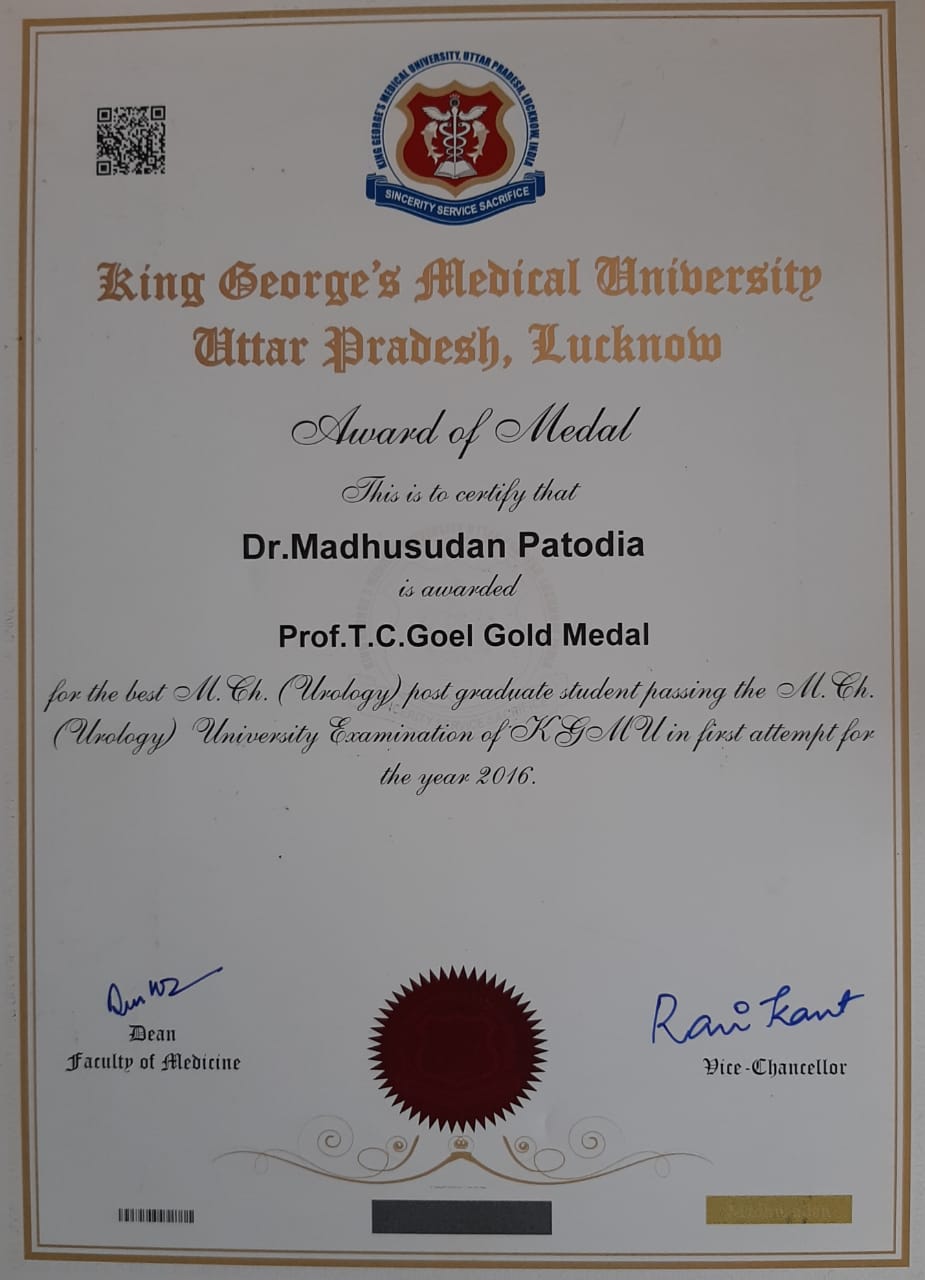 KING GEORGE'S MEDICAL UNIVERSITY, UTTAR PRADESH, LUCKNOW, INDIA
SINCERITY SERVICE SACRIFICE
King George's Medical University
Uttar Pradesh, Lucknow
Award of Medal
This is to certify that
Dr.Madhusudan Patodia
is awarded
Prof.T.C.Goel Gold Medal
for the best M.Ch. (Urology) post graduate student passing the M.Ch.
(Urology) University Examination of KGMU in first attempt for
the year 2016.
Ravi Kant
Dean
Faculty of Medicine
Vice-Chancellor